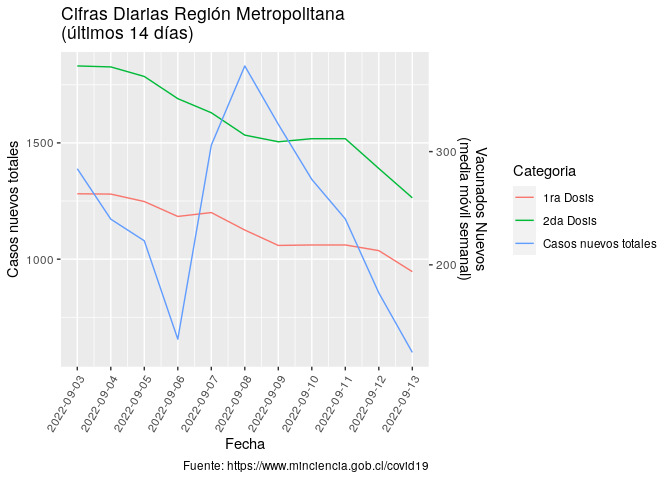 Cifras Diarias Región Metropolitana
(últimos 14 días)
Casos nuevos totales
1500
1000
300
200
Vacunados Nuevos
(media móvil semanal)
2022-09-03
2022-09-04
2022-09-05
2022-09-06
2022-09-07
2022-09-08
2022-09-09
2022-09-10
2022-09-11
2022-09-12
2022-09-13
Fecha
Categoria
1ra Dosis
2da Dosis
Casos nuevos totales
Fuente: https://www.minciencia.gob.cl/covid19